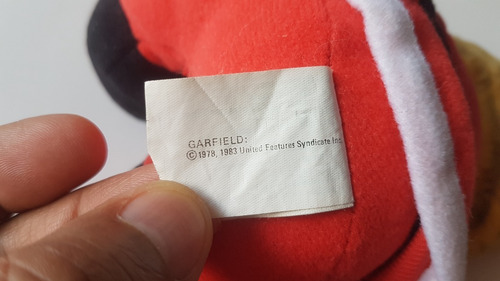 GARFIELD:
©1978, 1983 United Features Syndicate Inc